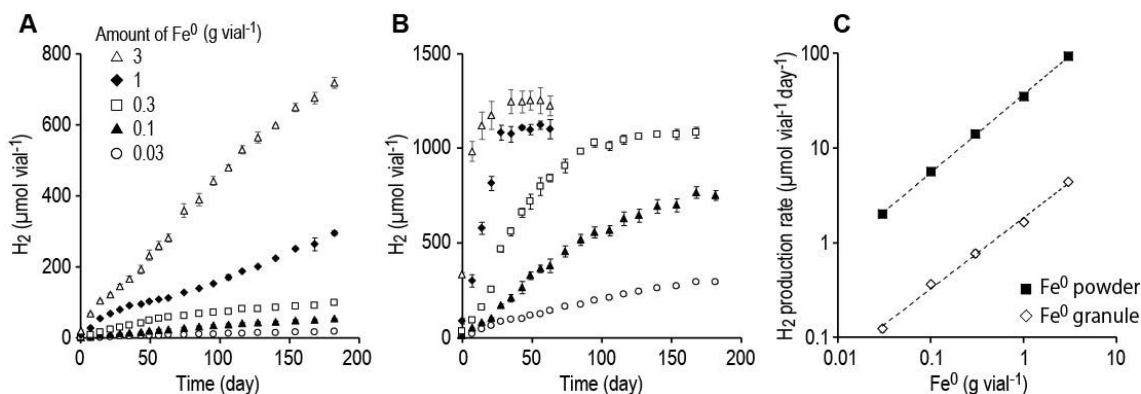 A
Amount of Fe⁰ (g vial⁻¹)
3
1
0.3
0.1
0.03
H₂ (μmol vial⁻¹)
800
600
400
200
0
0
50
100
150
200
Time (day)
B
H₂ (μmol vial⁻¹)
1500
1000
500
0
0
50
100
150
200
Time (day)
C
H₂ production rate (μmol vial⁻¹ day⁻¹)
100
10
1
0.1
0.01
0.1
1
10
Fe⁰ powder
Fe⁰ granule
Fe⁰ (g vial⁻¹)